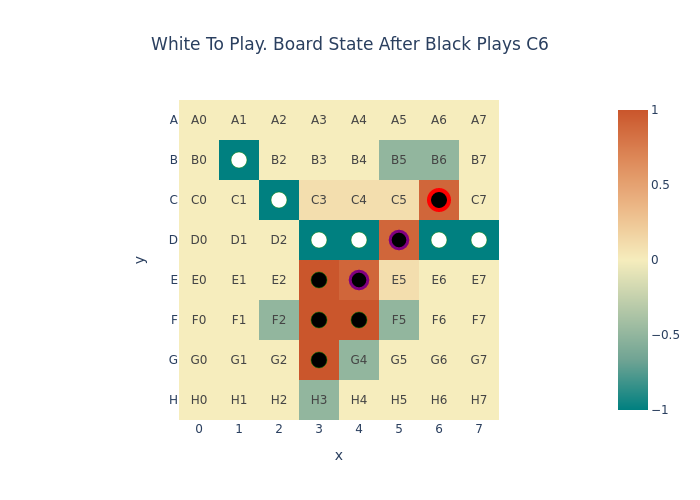 White To Play. Board State After Black Plays C6
A A0 A1 A2 A3 A4 A5 A6 A7
B B0 B2 B3 B4 B5 B6 B7
C C0 C1 C3 C4 C5 C7
D D0 D1 D2
E E0 E1 E2 E5 E6 E7
F F0 F1 F2 F5 F6 F7
G G0 G1 G2 G4 G5 G6 G7
H H0 H1 H2 H3 H4 H5 H6 H7
0 1 2 3 4 5 6 7
x
y
1
0.5
0
−0.5
−1